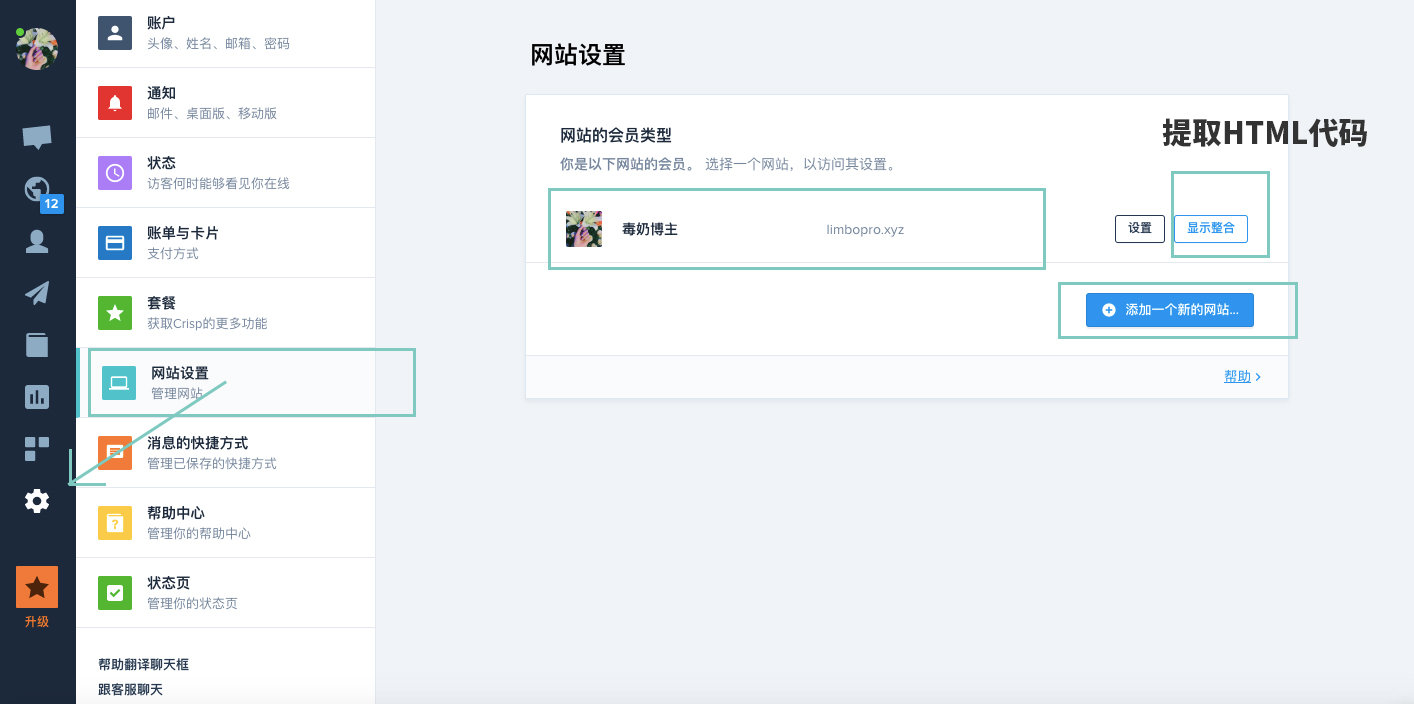 12
升级
账户
头像、姓名、邮箱、密码
通知
邮件、桌面版、移动版
状态
访客何时能够看见你在线
账单与卡片
支付方式
套餐
获取Crisp的更多功能
网站设置
管理网站
消息的快捷方式
管理已保存的快捷方式
帮助中心
管理你的帮助中心
状态页
管理你的状态页
帮助翻译聊天框
跟客服聊天
网站设置
提取HTML代码
网站的会员类型
你是以下网站的会员。 选择一个网站，以访问其设置。
毒奶博主 limbopro.xyz 设置 显示整合
添加一个新的网站...
帮助